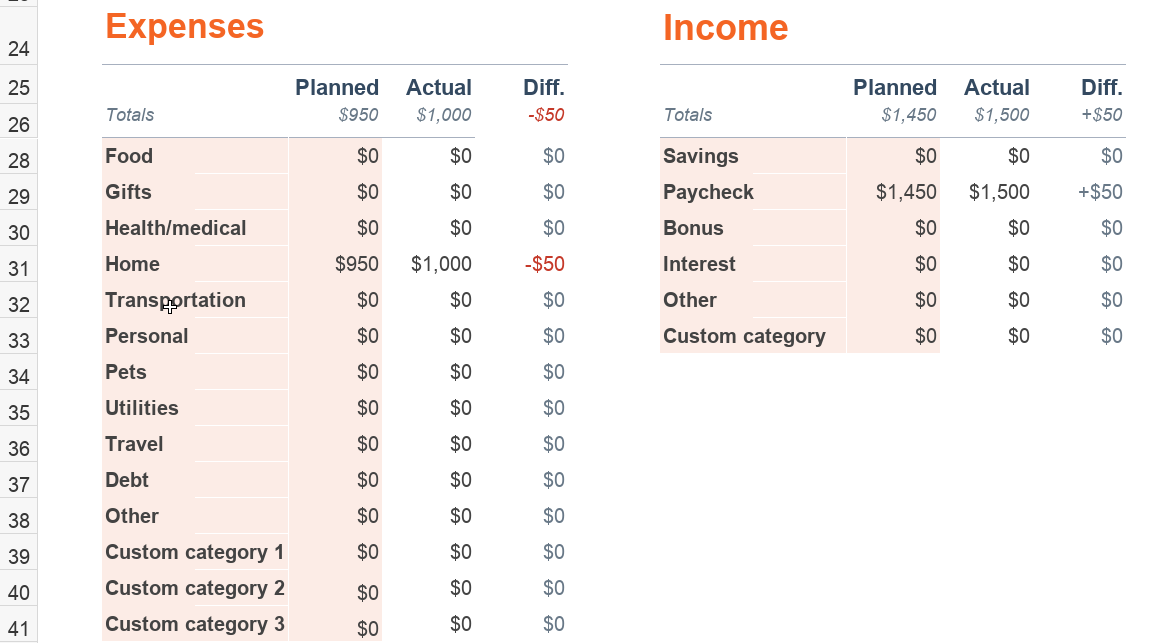 Expenses Income
24
25 Planned Actual Diff. Planned Actual Diff.
26 Totals $950 $1,000 -$50 Totals $1,450 $1,500 +$50
28 Food $0 $0 $0 Savings $0 $0 $0
29 Gifts $0 $0 $0 Paycheck $1,450 $1,500 +$50
30 Health/medical $0 $0 $0 Bonus $0 $0 $0
31 Home $950 $1,000 -$50 Interest $0 $0 $0
32 Transportation $0 $0 $0 Other $0 $0 $0
33 Personal $0 $0 $0 Custom category $0 $0 $0
34 Pets $0 $0 $0
35 Utilities $0 $0 $0
36 Travel $0 $0 $0
37 Debt $0 $0 $0
38 Other $0 $0 $0
39 Custom category 1 $0 $0 $0
40 Custom category 2 $0 $0 $0
41 Custom category 3 $0 $0 $0